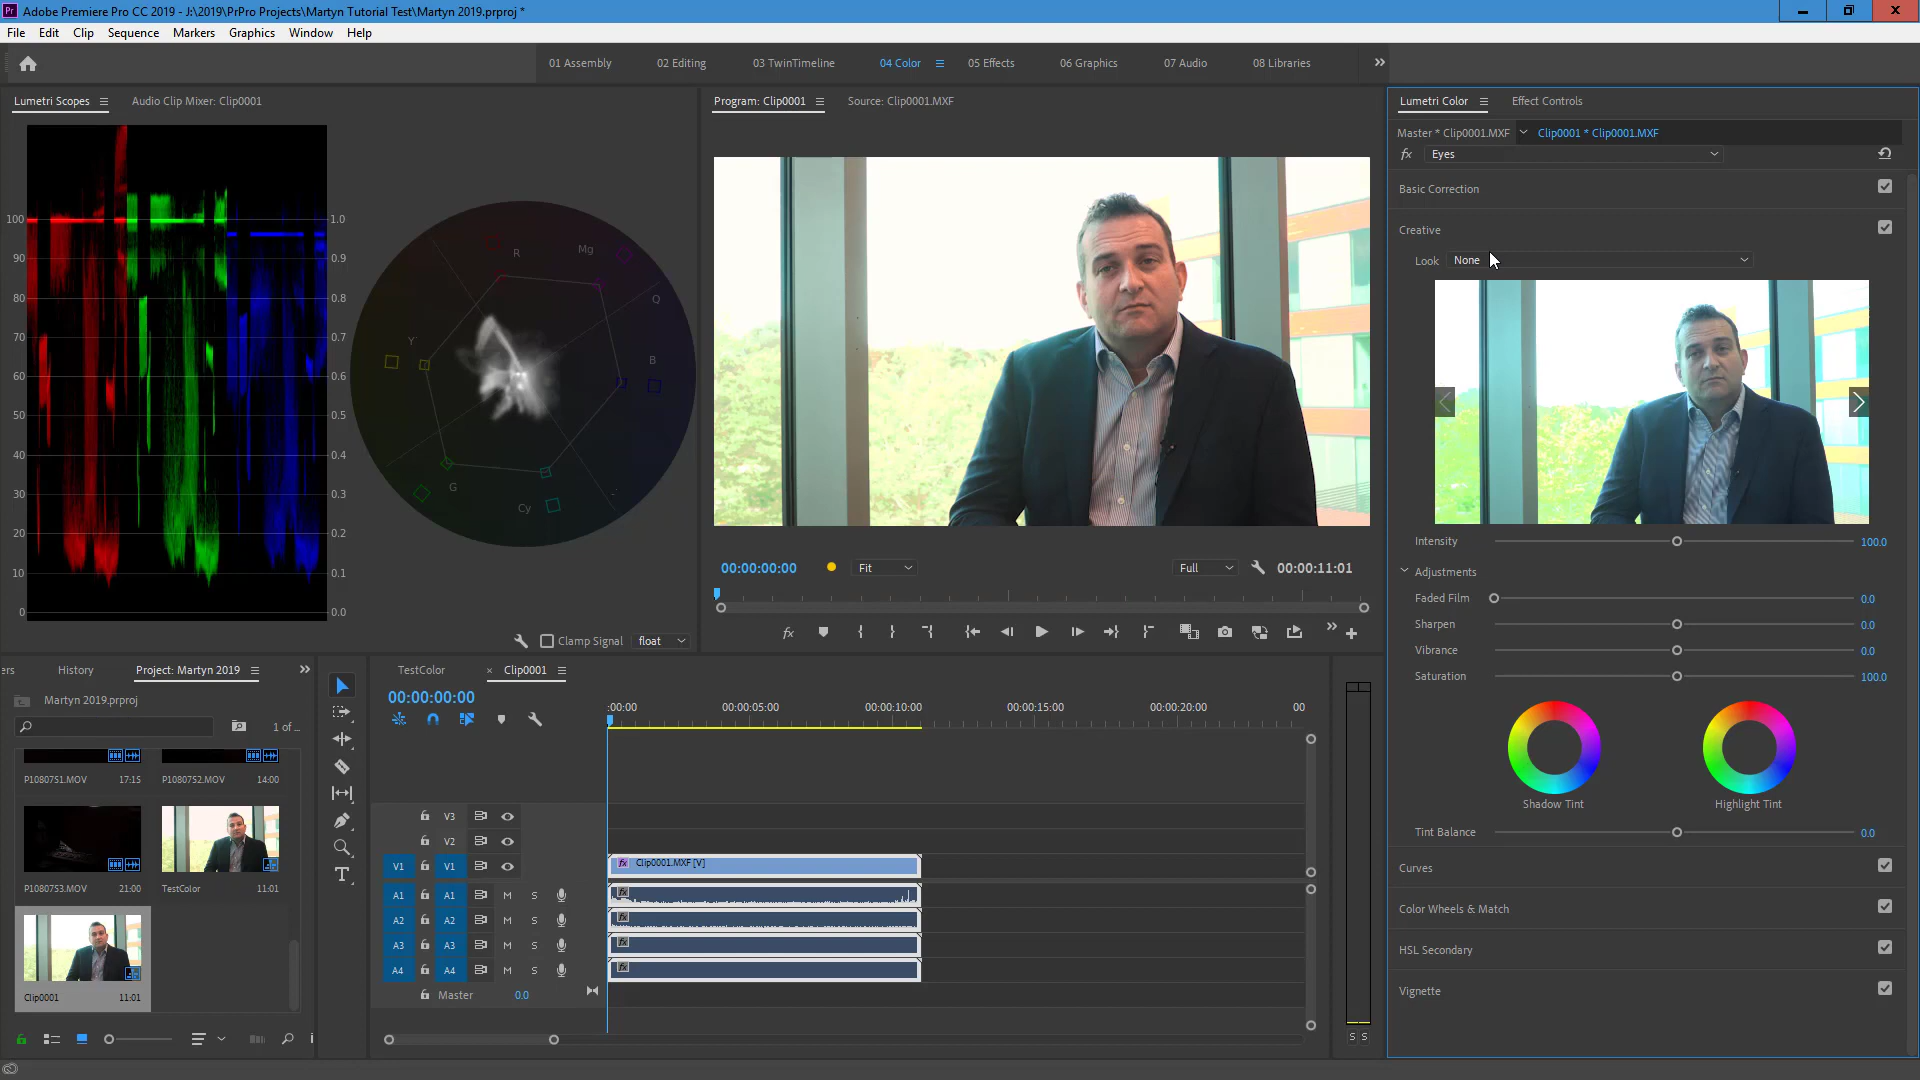 Adobe Premiere Pro CC 2019 - J:\2019\PrPro Projects\Martyn Tutorial Test\Martyn 2019.prproj *
File Edit Clip Sequence Markers Graphics Window Help
01 Assembly 02 Editing 03 TwinTimeline 04 Color 05 Effects 06 Graphics 07 Audio 08 Libraries
Lumetri Scopes Audio Clip Mixer: Clip0001
100 1.0
90 0.9
80 0.8
70 0.7
60 0.6
50 0.5
40 0.4
30 0.3
20 0.2
10 0.1
0 0.0
R Mg
Q
Y
B
G
Cy
Clamp Signal float
Program: Clip0001 Source: Clip0001.MXF
00:00:00:00 Fit Full 00:00:11:01
Lumetri Color Effect Controls
Master * Clip0001.MXF Clip0001 * Clip0001.MXF
fx Eyes
Basic Correction
Creative
Look None
Intensity 100.0
Adjustments
Faded Film 0.0
Sharpen 0.0
Vibrance 0.0
Saturation 100.0
Shadow Tint Highlight Tint
Tint Balance 0.0
Curves
Color Wheels & Match
HSL Secondary
Vignette
ers History Project: Martyn 2019
Martyn 2019.prproj
1 of ...
P1080751.MOV 17:15 P1080752.MOV 14:00
P1080753.MOV 21:00 TestColor 11:01
Clip0001 11:01
TestColor × Clip0001
00:00:00:00
:00:00 00:00:05:00 00:00:10:00 00:00:15:00 00:00:20:00 00
V3
V2
V1 V1 fx Clip0001.MXF [V]
A1 A1 M S fx
A2 A2 M S fx
A3 A3 M S fx
A4 A4 M S fx
Master 0.0
S S